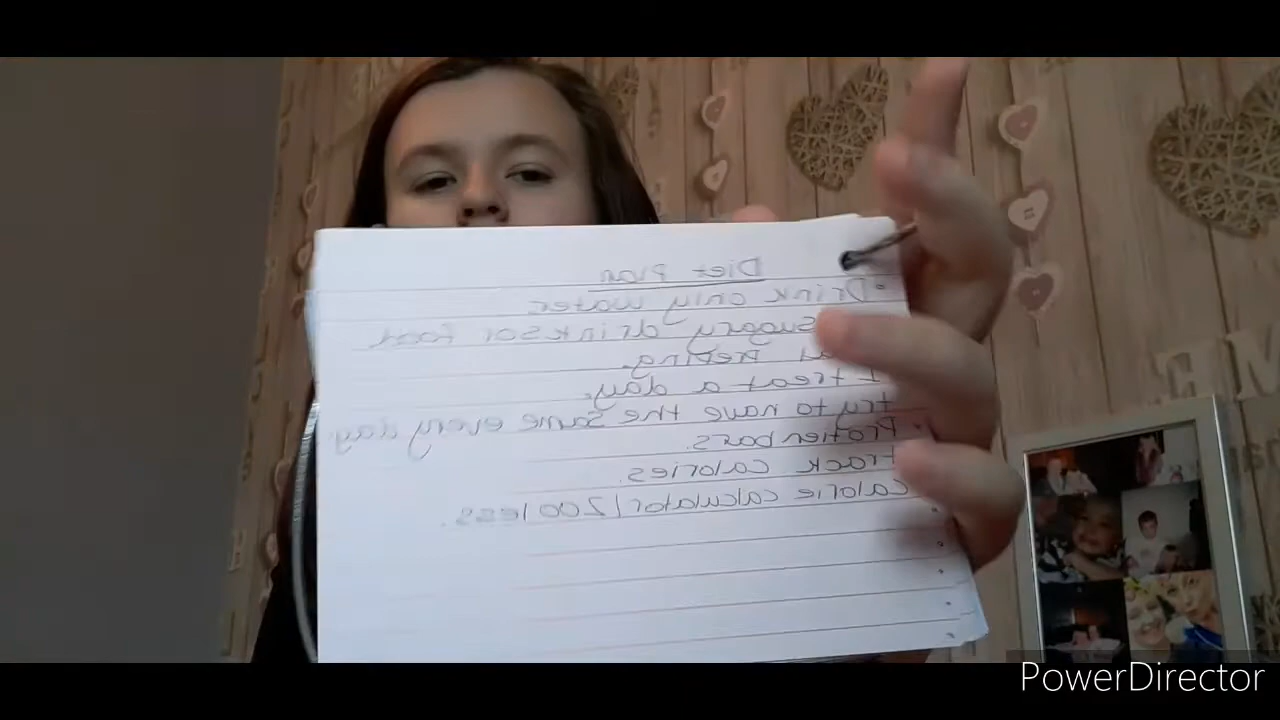 Diet Plan
• Drink only water
sugary drinks or food
1 treat a day.
try to have the same every day.
• Protien bars.
track calories.
calorie calculator/200 less.
PowerDirector